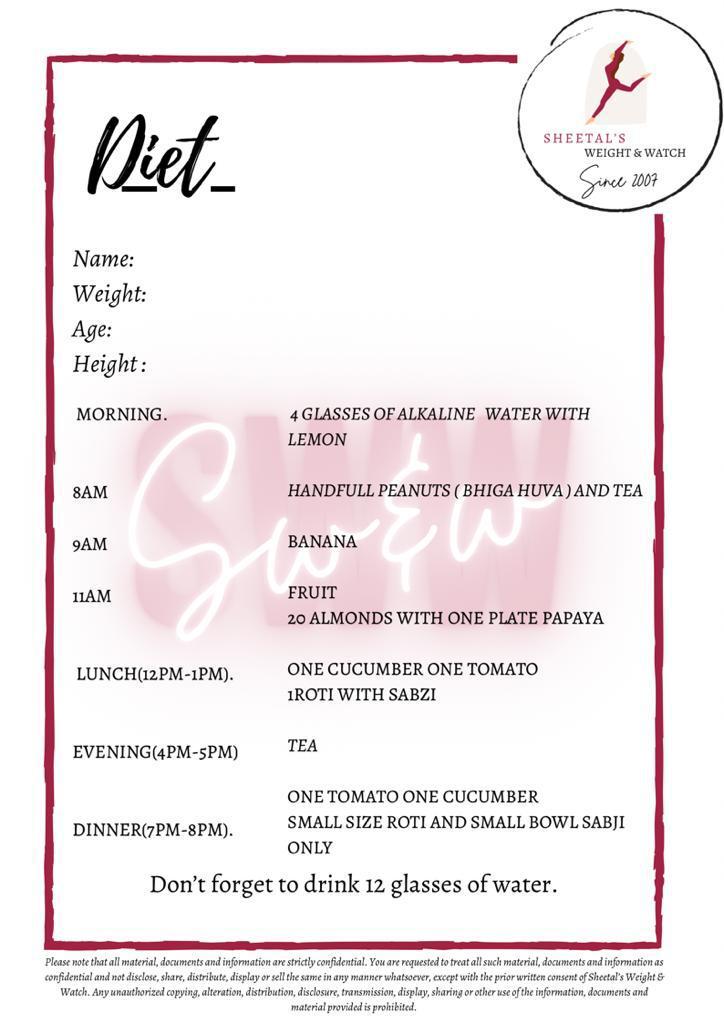 SHEETAL'S
WEIGHT & WATCH
Since 2007
Diet
Name:
Weight:
Age:
Height :
MORNING. 4 GLASSES OF ALKALINE WATER WITH
LEMON
8AM HANDFULL PEANUTS ( BHIGA HUVA ) AND TEA
9AM BANANA
11AM FRUIT
20 ALMONDS WITH ONE PLATE PAPAYA
LUNCH(12PM-1PM). ONE CUCUMBER ONE TOMATO
1ROTI WITH SABZI
EVENING(4PM-5PM) TEA
ONE TOMATO ONE CUCUMBER
DINNER(7PM-8PM). SMALL SIZE ROTI AND SMALL BOWL SABJI
ONLY
SWW
Sw&w
Don't forget to drink 12 glasses of water.
Please note that all material, documents and information are strictly confidential. You are requested to treat all such material, documents and information as
confidential and not disclose, share, distribute, display or sell the same in any manner whatsoever, except with the prior written consent of Sheetal's Weight &
Watch. Any unauthorized copying, alteration, distribution, disclosure, transmission, display, sharing or other use of the information, documents and
material provided is prohibited.